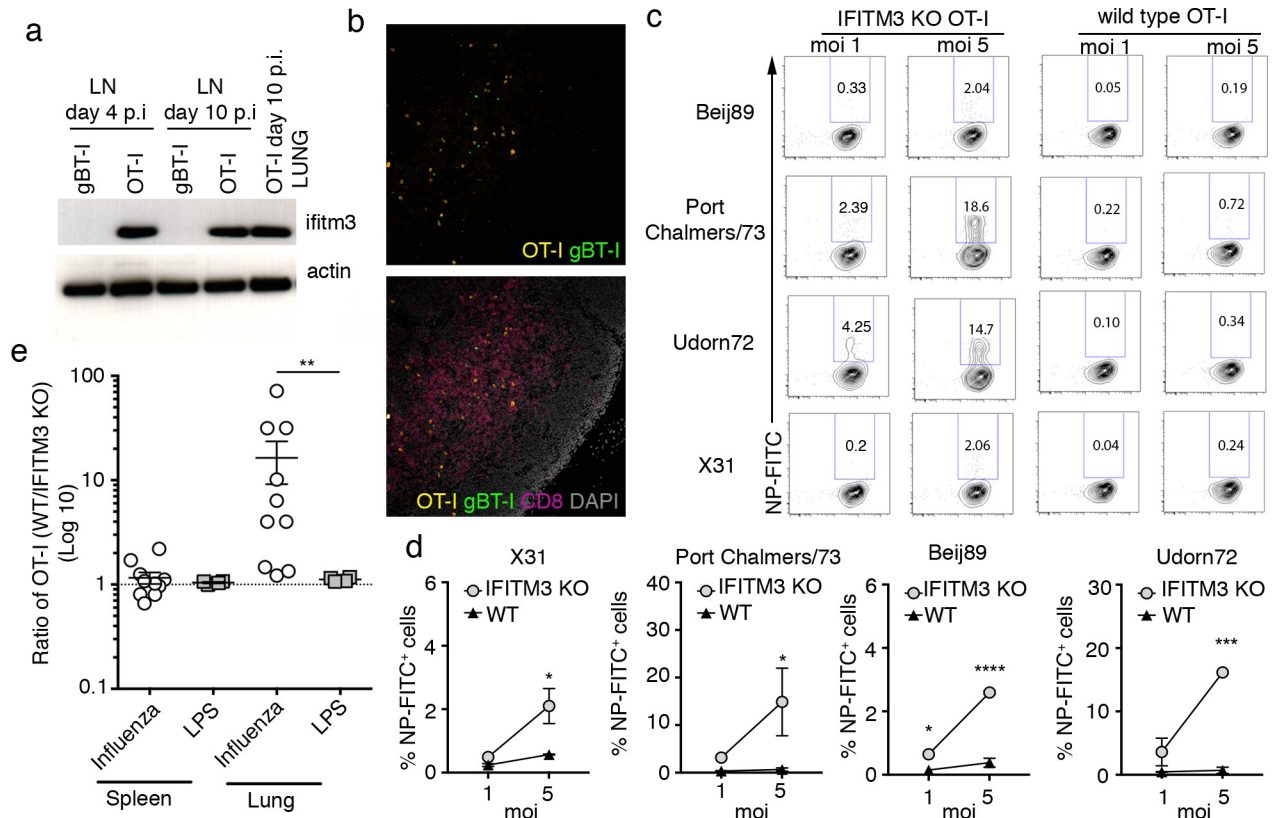 a
LN
day 4 p.i
LN
day 10 p.i
gBT-I
OT-I
gBT-I
OT-I
OT-I day 10 p.i.
LUNG
ifitm3
actin
b
OT-I gBT-I
OT-I gBT-I CD8 DAPI
c
IFITM3 KO OT-I
wild type OT-I
moi 1
moi 5
moi 1
moi 5
Beij89
0.33
2.04
0.05
0.19
Port
Chalmers/73
2.39
18.6
0.22
0.72
Udorn72
4.25
14.7
0.10
0.34
X31
0.2
2.06
0.04
0.24
NP-FITC
d
X31
% NP-FITC+ cells
6
4
2
0
IFITM3 KO
WT
*
1
5
moi
Port Chalmers/73
% NP-FITC+ cells
40
30
20
10
0
IFITM3 KO
WT
*
1
5
moi
Beij89
% NP-FITC+ cells
6
4
2
0
IFITM3 KO
WT
*
****
1
5
moi
Udorn72
% NP-FITC+ cells
30
20
10
0
IFITM3 KO
WT
***
1
5
moi
e
Ratio of OT-I (WT/IFITM3 KO)
(Log 10)
100
10
1
0.1
**
Influenza
LPS
Influenza
LPS
Spleen
Lung